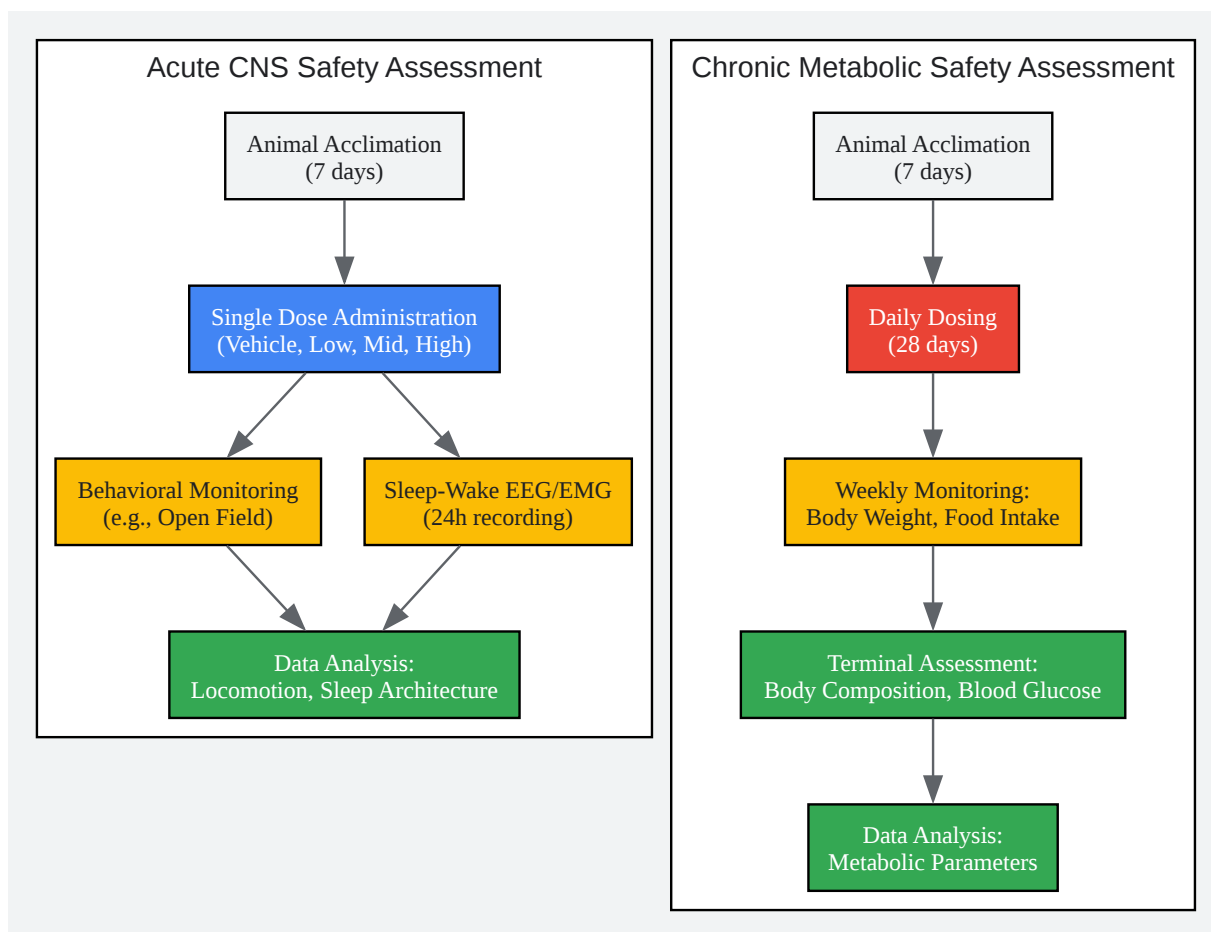 Acute CNS Safety Assessment
Animal Acclimation
(7 days)
Single Dose Administration
(Vehicle, Low, Mid, High)
Behavioral Monitoring
(e.g., Open Field)
Sleep-Wake EEG/EMG
(24h recording)
Data Analysis:
Locomotion, Sleep Architecture
Chronic Metabolic Safety Assessment
Animal Acclimation
(7 days)
Daily Dosing
(28 days)
Weekly Monitoring:
Body Weight, Food Intake
Terminal Assessment:
Body Composition, Blood Glucose
Data Analysis:
Metabolic Parameters